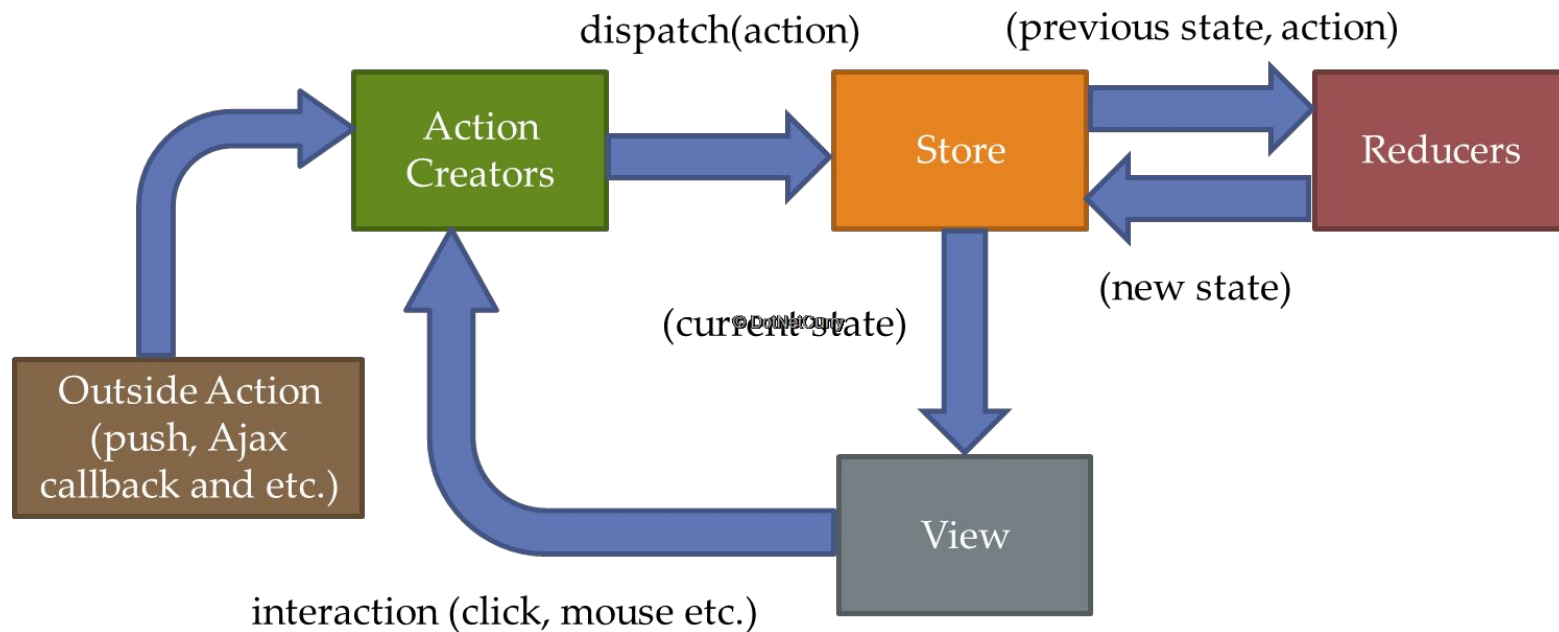 dispatch(action)
(previous state, action)
Action
Creators
Store
Reducers
(new state)
(current state)
© DotNetCurry
Outside Action
(push, Ajax
callback and etc.)
View
interaction (click, mouse etc.)